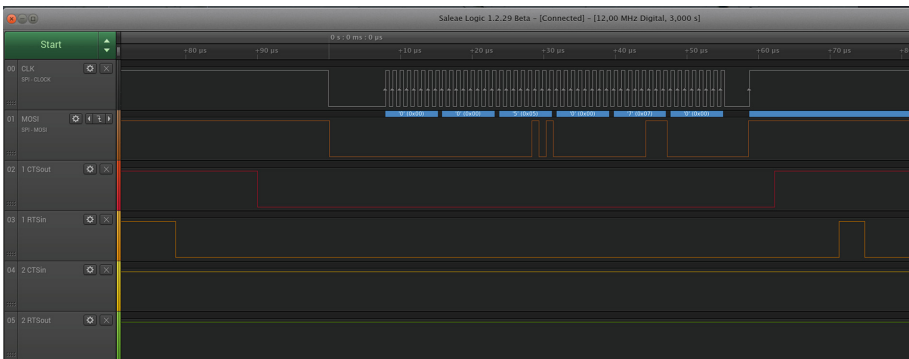 Saleae Logic 1.2.29 Beta - [Connected] - [12,00 MHz Digital, 3,000 s]
Start
0 s : 0 ms : 0 µs
+80 µs +90 µs +10 µs +20 µs +30 µs +40 µs +50 µs +60 µs +70 µs +8
00 CLK
SPI - CLOCK
01 MOSI
SPI - MOSI
'0' (0x00) '0' (0x00) '5' (0x05) '0' (0x00) '7' (0x07) '0' (0x00)
02 1 CTSout
03 1 RTSin
04 2 CTSin
05 2 RTSout